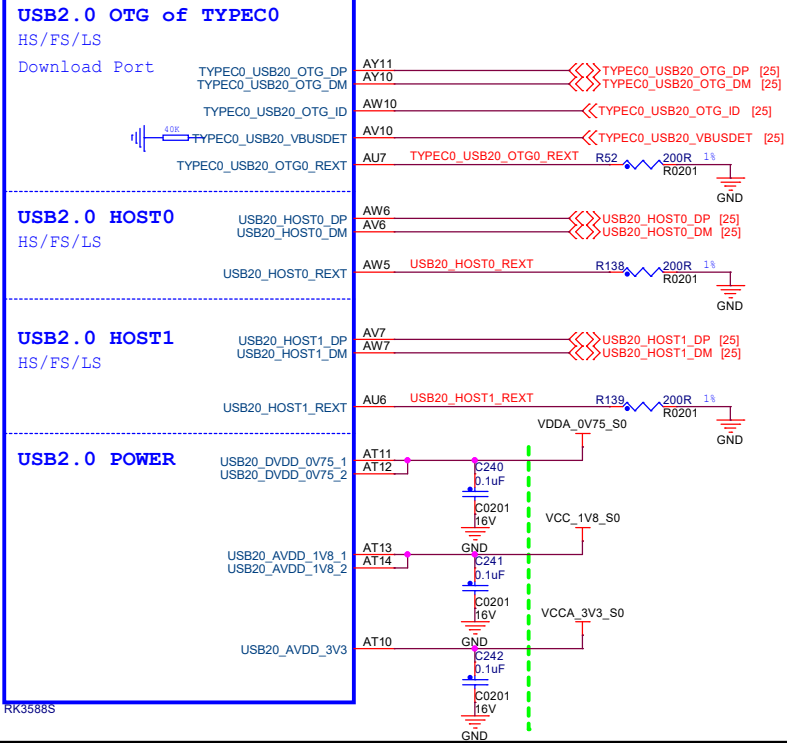 USB2.0 OTG of TYPEC0
HS/FS/LS
Download Port
TYPEC0_USB20_OTG_DP AY11 TYPEC0_USB20_OTG_DP [25]
TYPEC0_USB20_OTG_DM AY10 TYPEC0_USB20_OTG_DM [25]
TYPEC0_USB20_OTG_ID AW10 TYPEC0_USB20_OTG_ID [25]
40K
TYPEC0_USB20_VBUSDET AV10 TYPEC0_USB20_VBUSDET [25]
TYPEC0_USB20_OTG0_REXT AU7 TYPEC0_USB20_OTG0_REXT R52 200R 1%
R0201
GND
USB2.0 HOST0
HS/FS/LS
USB20_HOST0_DP AW6 USB20_HOST0_DP [25]
USB20_HOST0_DM AV6 USB20_HOST0_DM [25]
USB20_HOST0_REXT AW5 USB20_HOST0_REXT R138 200R 1%
R0201
GND
USB2.0 HOST1
HS/FS/LS
USB20_HOST1_DP AV7 USB20_HOST1_DP [25]
USB20_HOST1_DM AW7 USB20_HOST1_DM [25]
USB20_HOST1_REXT AU6 USB20_HOST1_REXT R139 200R 1%
R0201
GND
VDDA_0V75_S0
USB2.0 POWER
USB20_DVDD_0V75_1 AT11
USB20_DVDD_0V75_2 AT12
C240
0.1uF
C0201
16V
GND
VCC_1V8_S0
USB20_AVDD_1V8_1 AT13
USB20_AVDD_1V8_2 AT14
C241
0.1uF
C0201
16V
GND
VCCA_3V3_S0
USB20_AVDD_3V3 AT10
C242
0.1uF
C0201
16V
GND
RK3588S